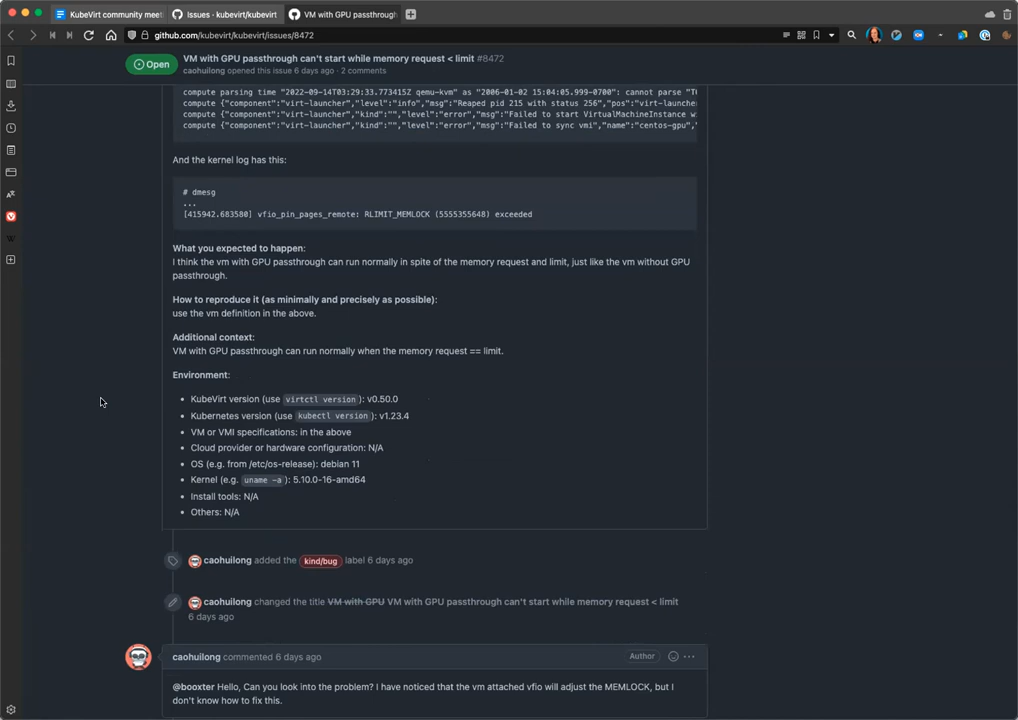 KubeVirt community meet
Issues · kubevirt/kubevirt
VM with GPU passthrough
github.com/kubevirt/kubevirt/issues/8472
Open
VM with GPU passthrough can't start while memory request < limit #8472
caohuilong opened this issue 6 days ago · 2 comments
compute parsing time "2022-09-14T03:29:33.773415Z qemu-kvm" as "2006-01-02 15:04:05.999-0700": cannot parse "T0
compute {"component":"virt-launcher","level":"info","msg":"Reaped pid 215 with status 256","pos":"virt-launcher
compute {"component":"virt-launcher","kind":"","level":"error","msg":"Failed to start VirtualMachineInstance wi
compute {"component":"virt-launcher","kind":"","level":"error","msg":"Failed to sync vmi","name":"centos-gpu","
And the kernel log has this:
# dmesg
...
[415942.683580] vfio_pin_pages_remote: RLIMIT_MEMLOCK (5555355648) exceeded
What you expected to happen:
I think the vm with GPU passthrough can run normally in spite of the memory request and limit, just like the vm without GPU
passthrough.
How to reproduce it (as minimally and precisely as possible):
use the vm definition in the above.
Additional context:
VM with GPU passthrough can run normally when the memory request == limit.
Environment:
• KubeVirt version (use virtctl version ): v0.50.0
• Kubernetes version (use kubectl version ): v1.23.4
• VM or VMI specifications: in the above
• Cloud provider or hardware configuration: N/A
• OS (e.g. from /etc/os-release): debian 11
• Kernel (e.g. uname -a ): 5.10.0-16-amd64
• Install tools: N/A
• Others: N/A
caohuilong added the kind/bug label 6 days ago
caohuilong changed the title VM with GPU VM with GPU passthrough can't start while memory request < limit
6 days ago
caohuilong commented 6 days ago
Author
@booxter Hello, Can you look into the problem? I have noticed that the vm attached vfio will adjust the MEMLOCK, but I
don't know how to fix this.